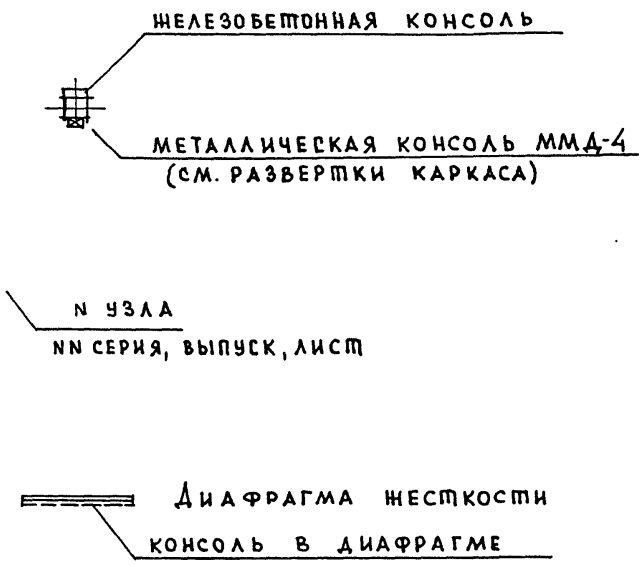 ЖЕЛЕЗОБЕТОННАЯ КОНСОЛЬ
МЕТАЛЛИЧЕСКАЯ КОНСОЛЬ ММД-4
(СМ. РАЗВЕРТКИ КАРКАСА)
N УЗЛА
NN СЕРИЯ, ВЫПУСК, ЛИСТ
ДИАФРАГМА ЖЕСТКОСТИ
КОНСОЛЬ В ДИАФРАГМЕ